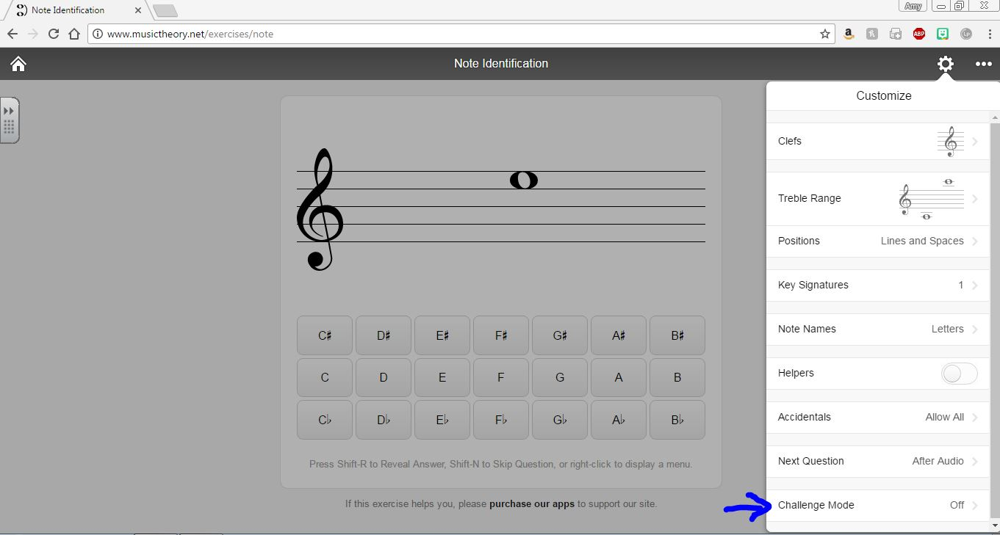 Note Identification
Amy
www.musictheory.net/exercises/note
ABP
LP
Note Identification
Customize
Clefs
Treble Range
Positions Lines and Spaces
Key Signatures 1
Note Names Letters
Helpers
Accidentals Allow All
Next Question After Audio
Challenge Mode Off
C♯ D♯ E♯ F♯ G♯ A♯ B♯
C D E F G A B
C♭ D♭ E♭ F♭ G♭ A♭ B♭
Press Shift-R to Reveal Answer, Shift-N to Skip Question, or right-click to display a menu.
If this exercise helps you, please purchase our apps to support our site.